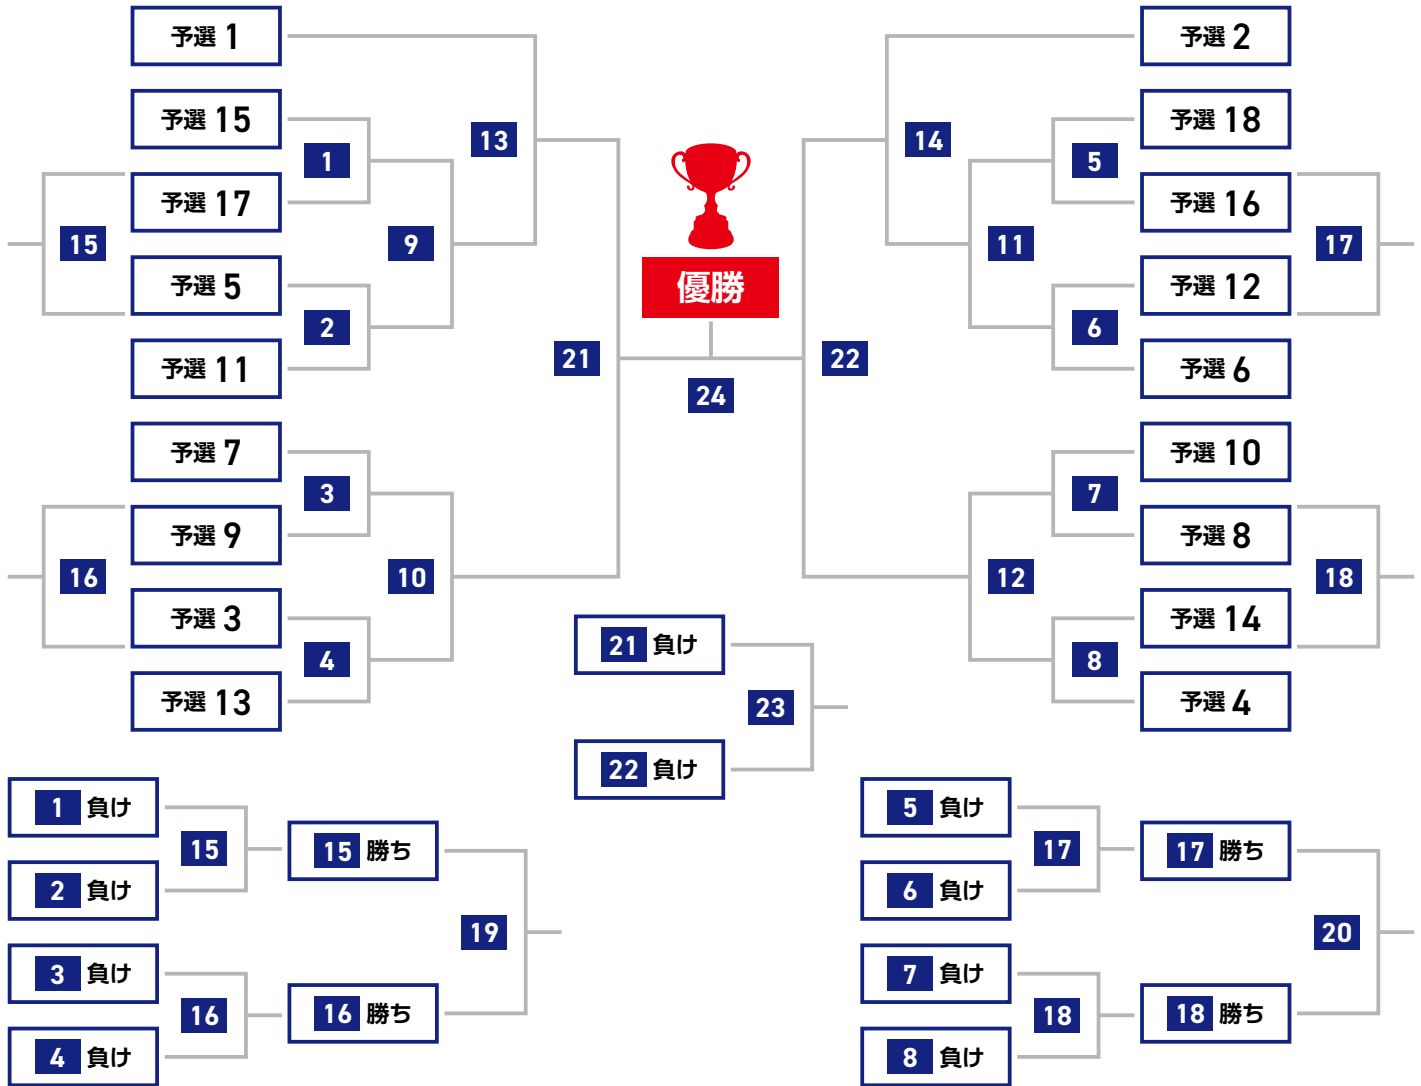 予選 1
予選 15
予選 17
予選 5
予選 11
予選 7
予選 9
予選 3
予選 13
1
2
3
4
15
16
9
10
13
21
優勝
24
22
14
11
12
5
6
7
8
17
18
予選 2
予選 18
予選 16
予選 12
予選 6
予選 10
予選 8
予選 14
予選 4
21 負け
22 負け
23
1 負け
2 負け
3 負け
4 負け
15
16
15 勝ち
16 勝ち
19
5 負け
6 負け
7 負け
8 負け
17
18
17 勝ち
18 勝ち
20